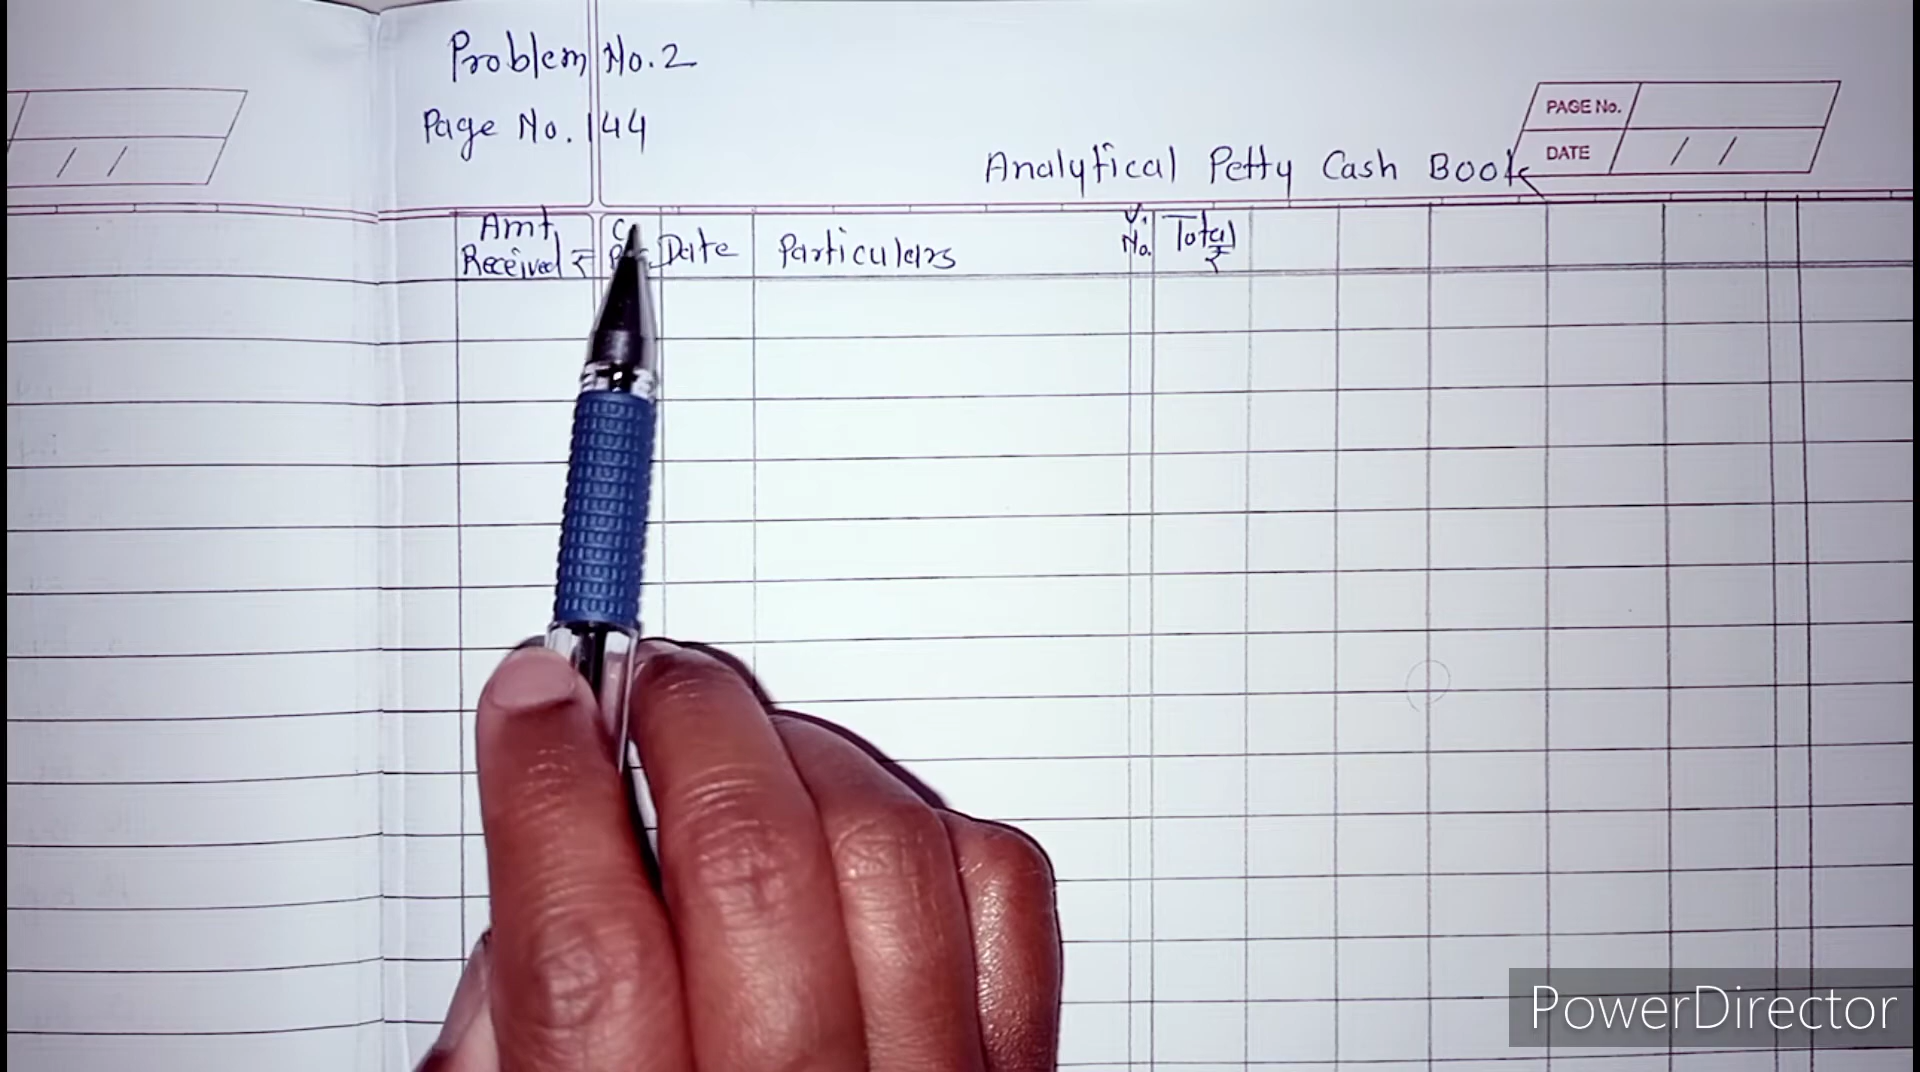 Problem No. 2
Page No. 144
PAGE No.
DATE / /
/ /
Analytical Petty Cash Book
Amt. Received ₹ Date Particulars V. No. Total ₹
PowerDirector